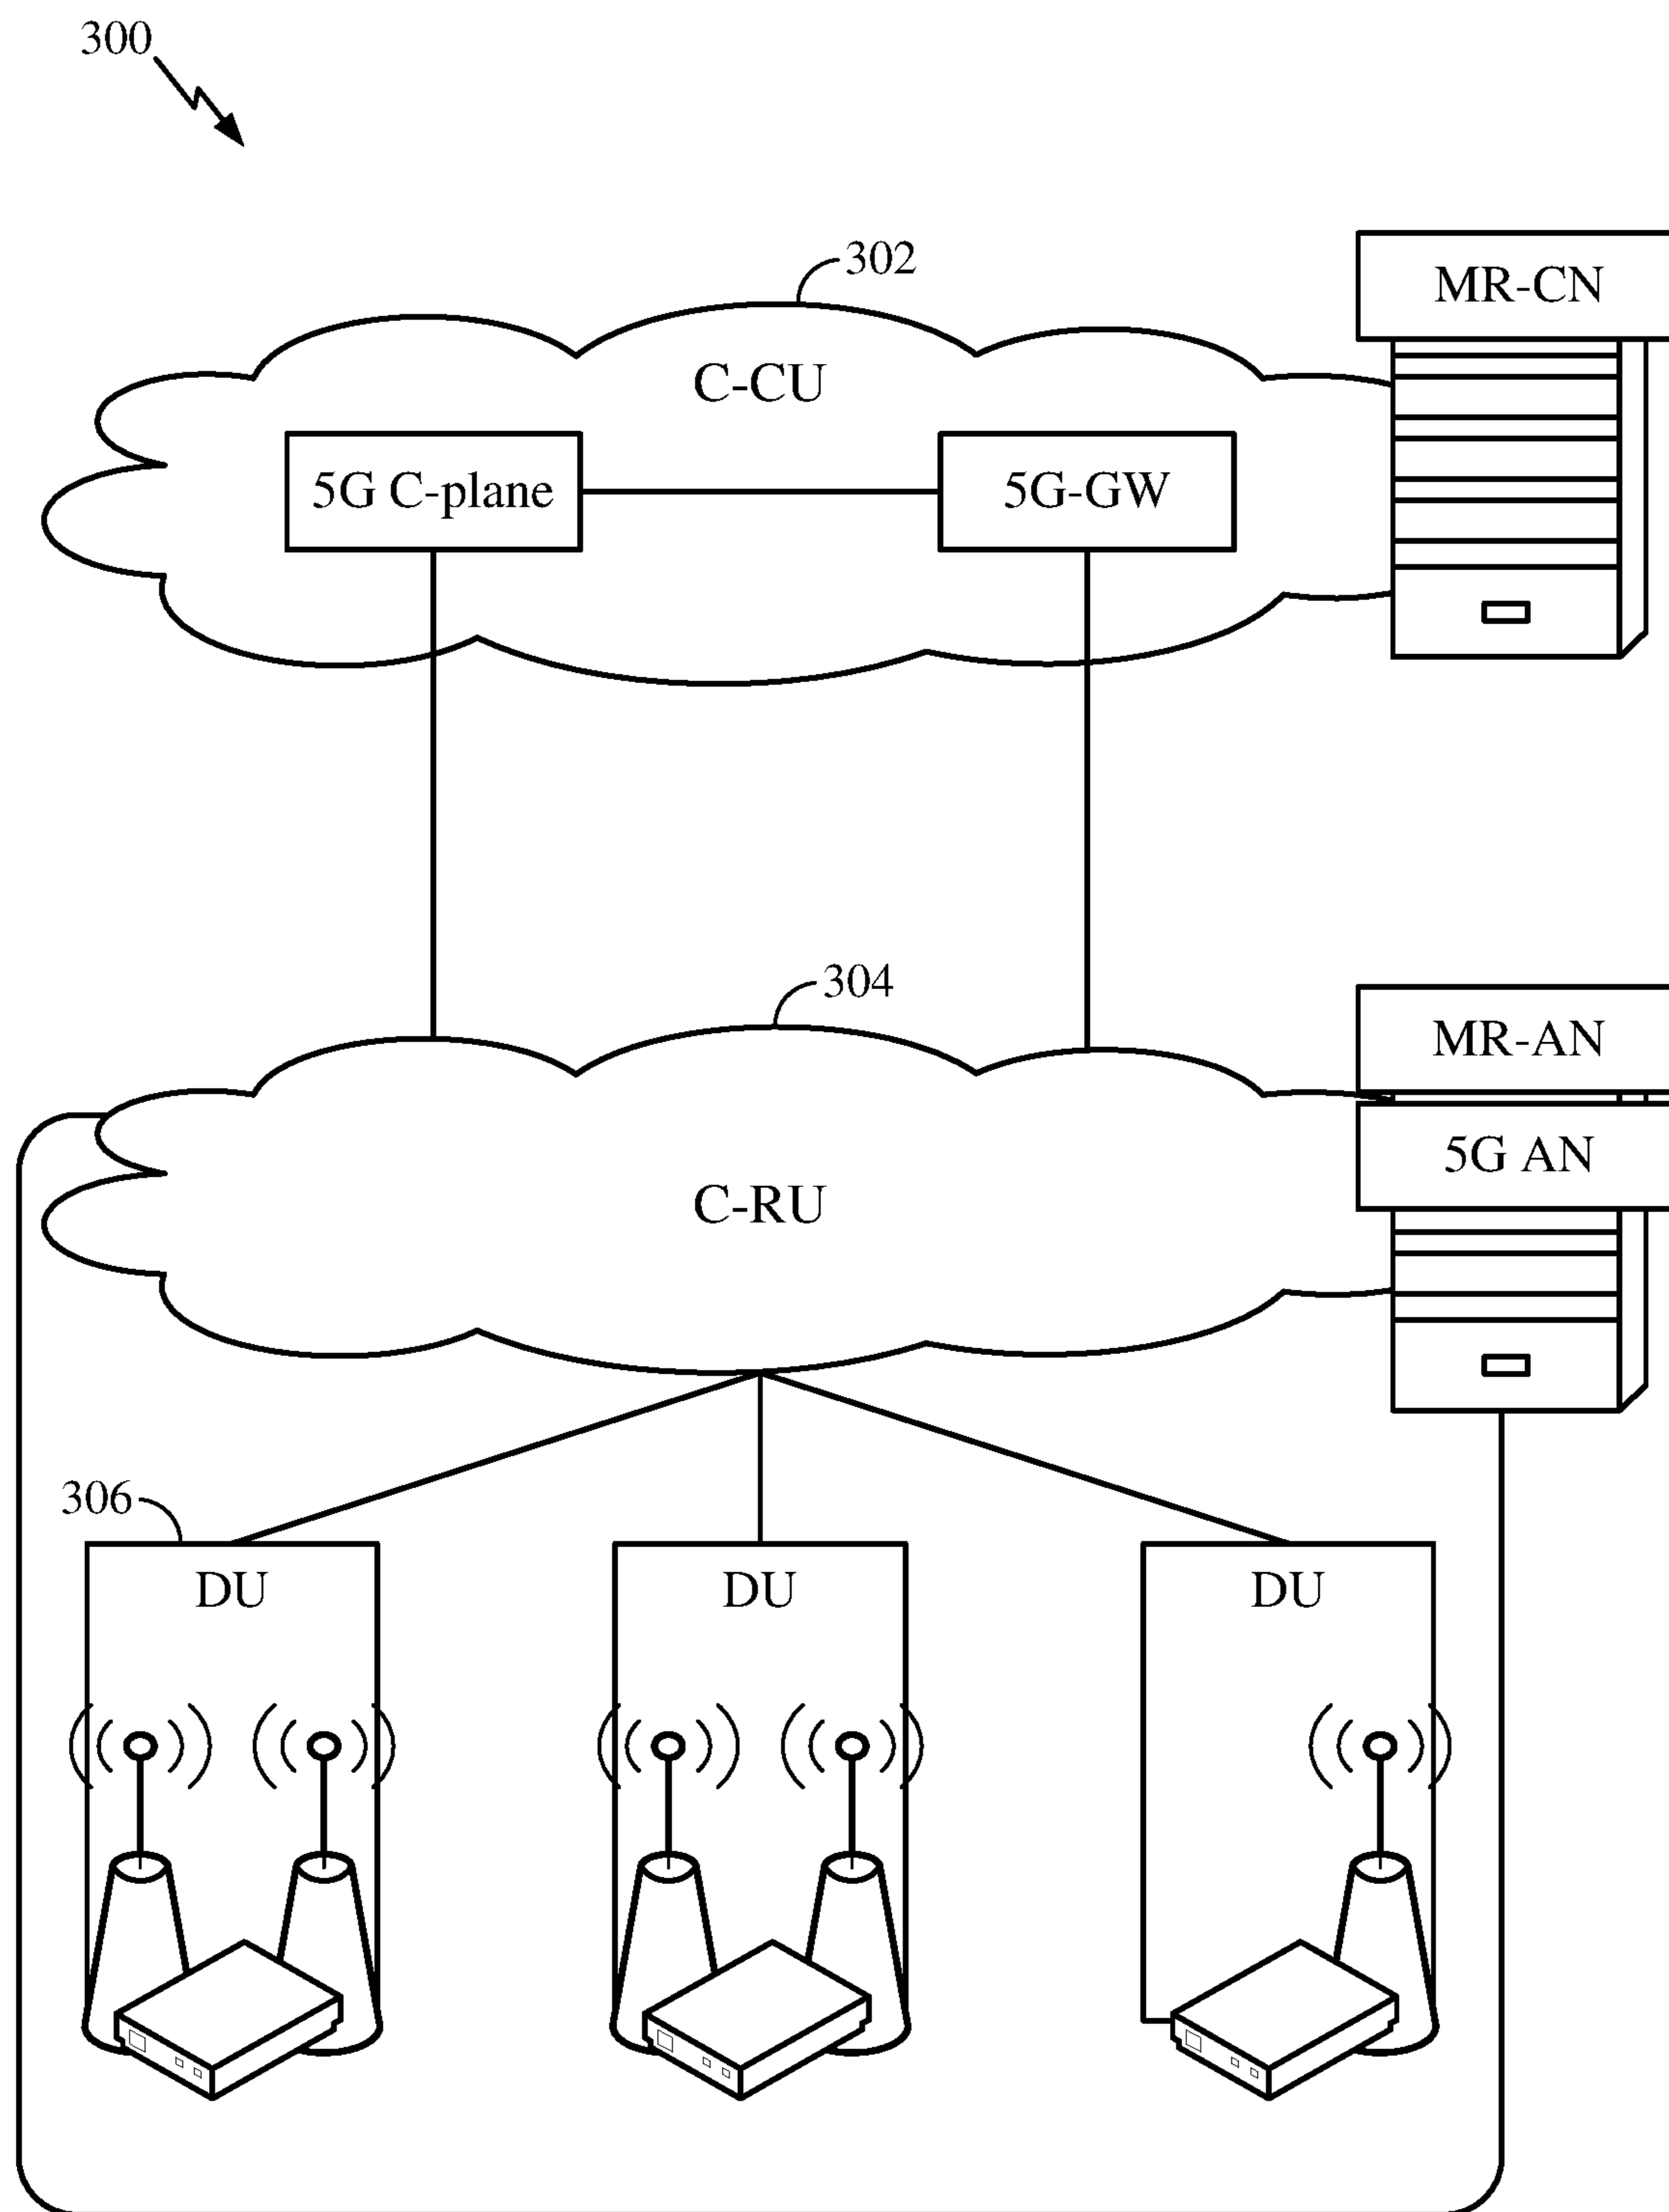 300
302
MR-CN
C-CU
5G C-plane
5G-GW
304
MR-AN
5G AN
C-RU
306
DU
DU
DU